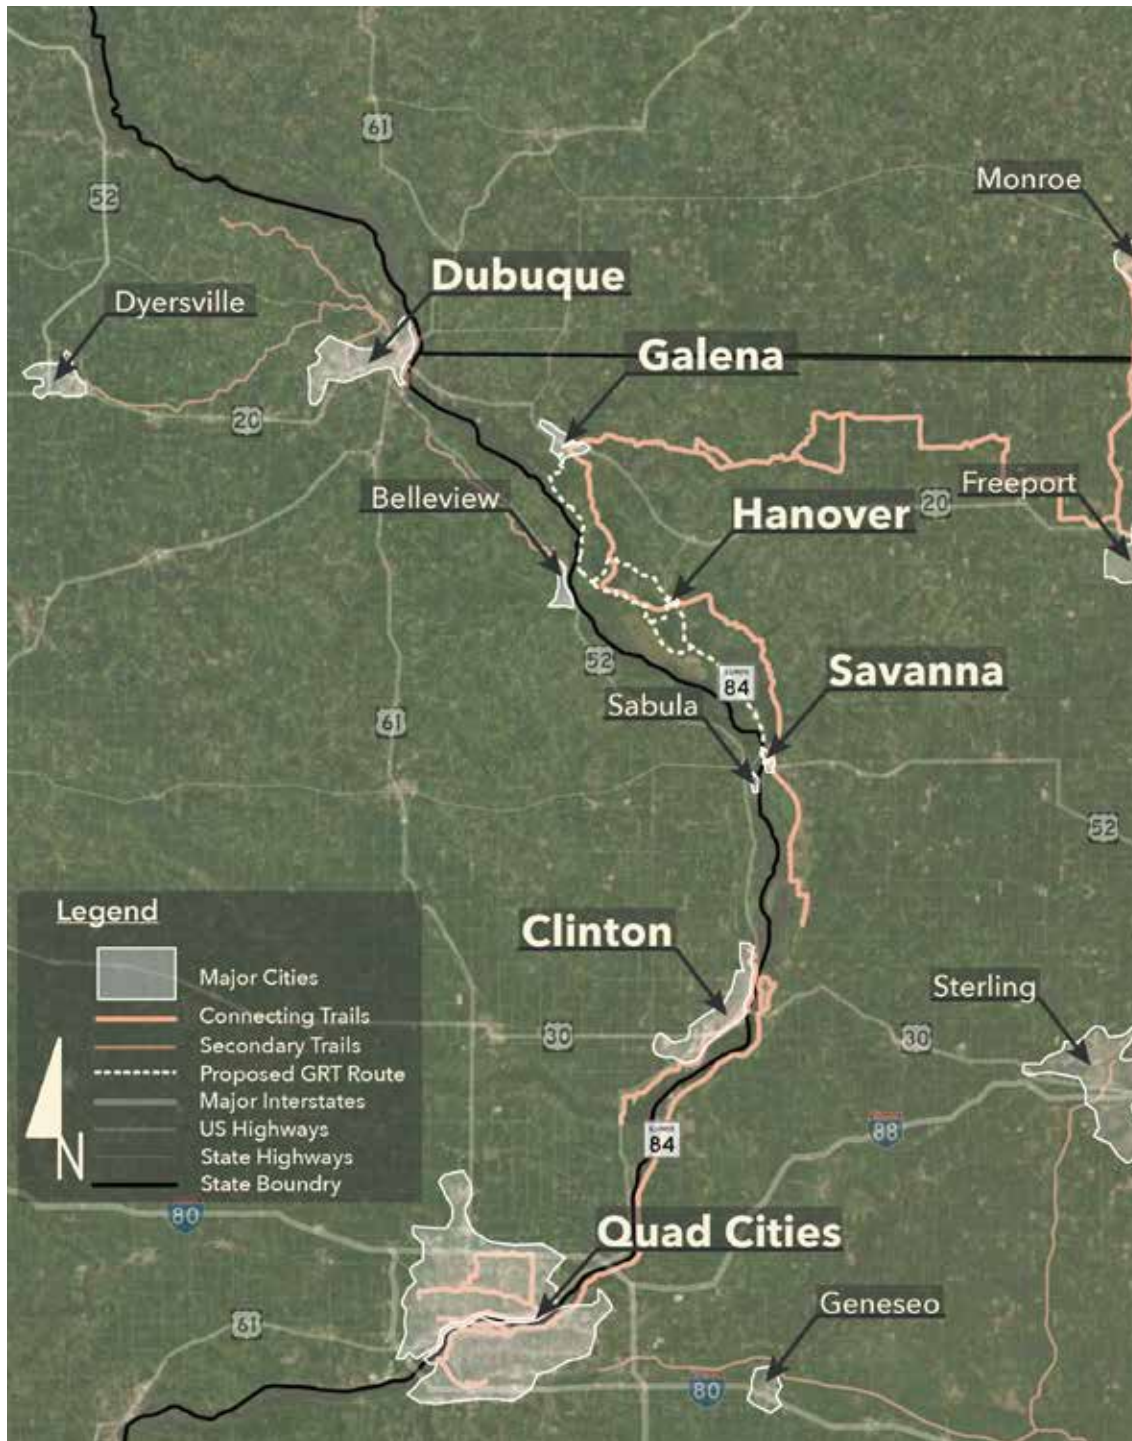 61
Monroe
52
Dubuque
Dyersville
Galena
20
Belleview
Freeport
20
Hanover
52
Savanna
84
Sabula
61
52
Legend
Major Cities
Connecting Trails
Secondary Trails
Proposed GRT Route
Major Interstates
US Highways
State Highways
State Boundry
N
Clinton
Sterling
30
30
88
ILLINOIS
84
80
Quad Cities
Geneseo
61
80